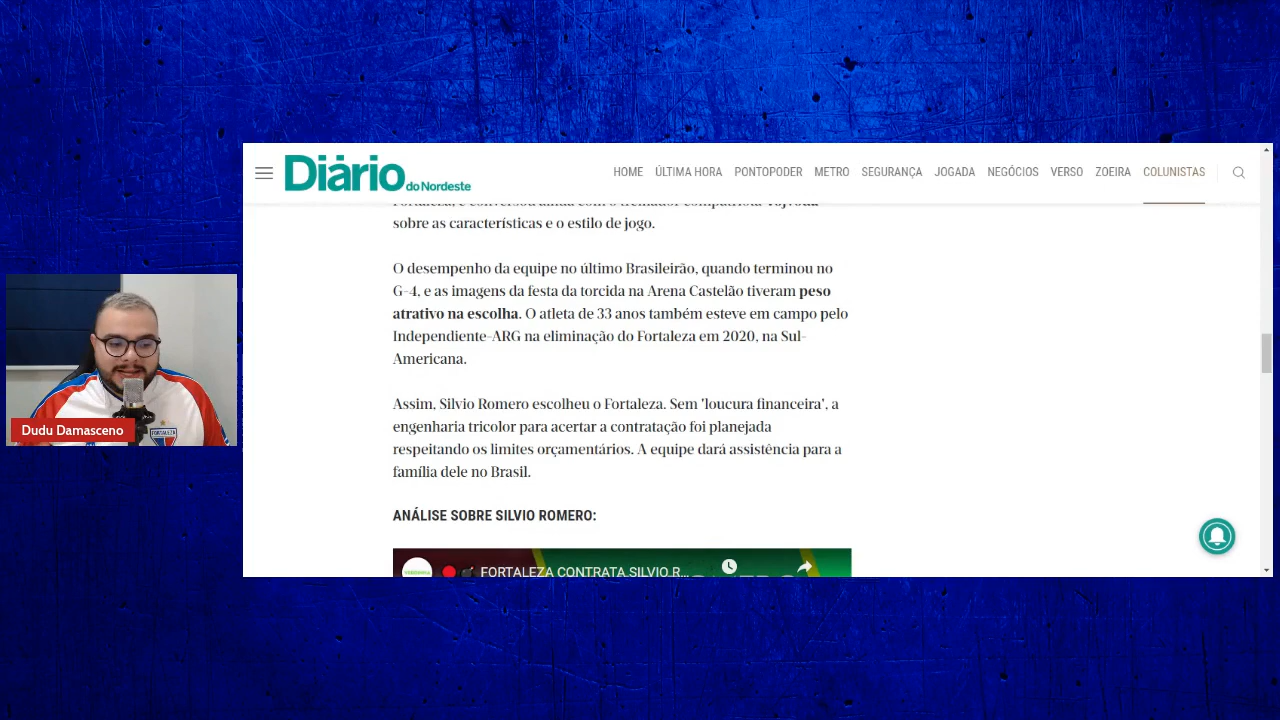 Diário do Nordeste
HOME ÚLTIMA HORA PONTOPODER METRO SEGURANÇA JOGADA NEGÓCIOS VERSO ZOEIRA COLUNISTAS
sobre as características e o estilo de jogo.
O desempenho da equipe no último Brasileirão, quando terminou no
G-4, e as imagens da festa da torcida na Arena Castelão tiveram peso
atrativo na escolha. O atleta de 33 anos também esteve em campo pelo
Independiente-ARG na eliminação do Fortaleza em 2020, na Sul-
Americana.
Assim, Silvio Romero escolheu o Fortaleza. Sem 'loucura financeira', a
engenharia tricolor para acertar a contratação foi planejada
respeitando os limites orçamentários. A equipe dará assistência para a
família dele no Brasil.
ANÁLISE SOBRE SILVIO ROMERO:
FORTALEZA CONTRATA SILVIO R...
Dudu Damasceno
FORTALEZA